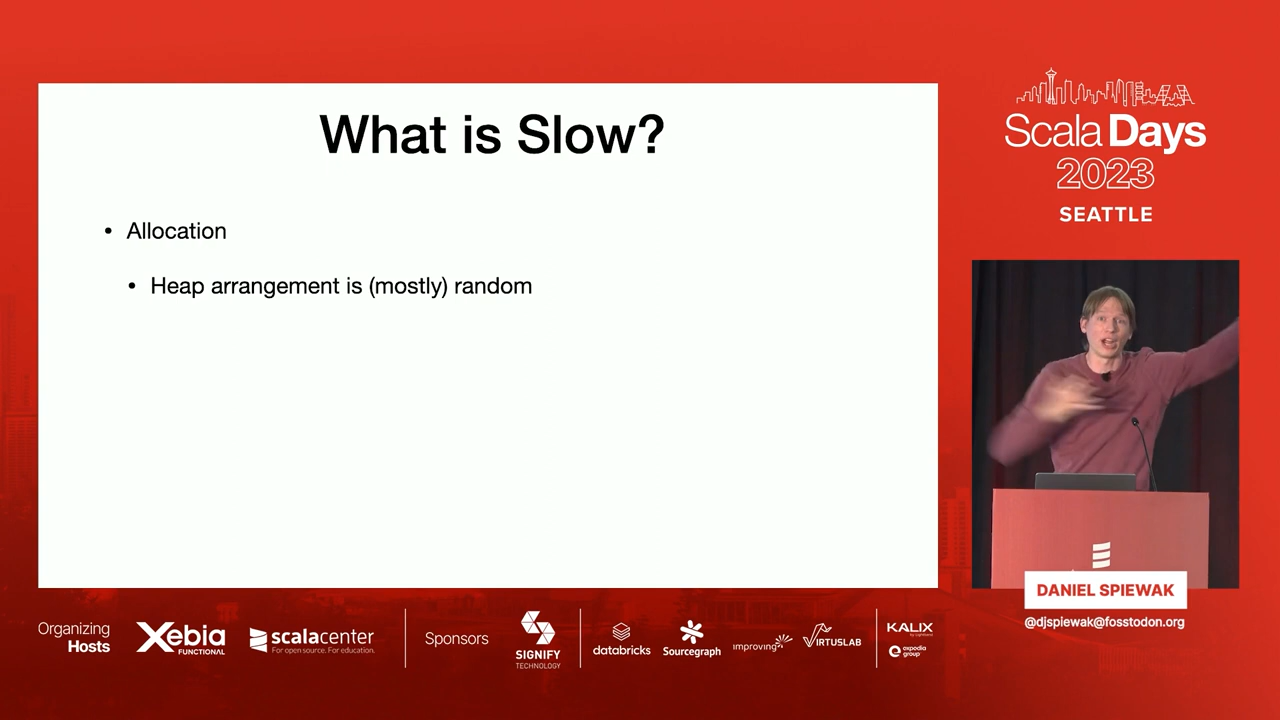 What is Slow?
• Allocation
• Heap arrangement is (mostly) random
Scala Days
2023
SEATTLE
DANIEL SPIEWAK
@djspiewak@fosstodon.org
Organizing
Hosts
Xebia
FUNCTIONAL
scalacenter
For open source. For education.
Sponsors
SIGNIFY
TECHNOLOGY
databricks
Sourcegraph
improving
VIRTUSLAB
KALIX
by Lightbend
expedia
group